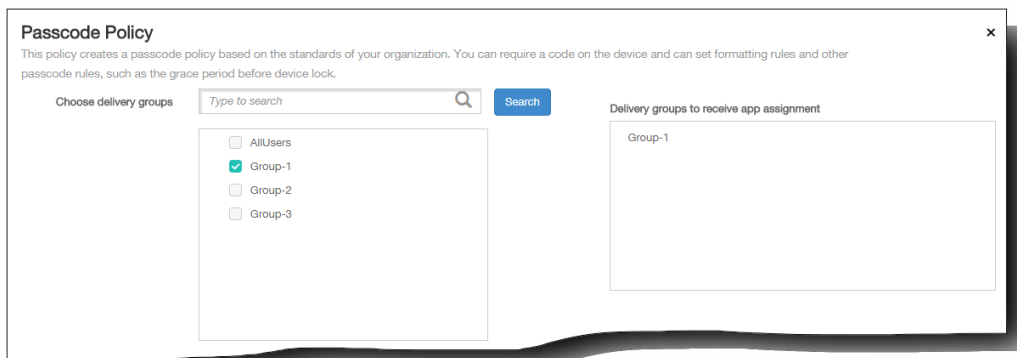 Passcode Policy
×
This policy creates a passcode policy based on the standards of your organization. You can require a code on the device and can set formatting rules and other
passcode rules, such as the grace period before device lock.
Choose delivery groups
Type to search
Search
AllUsers
Group-1
Group-2
Group-3
Delivery groups to receive app assignment
Group-1